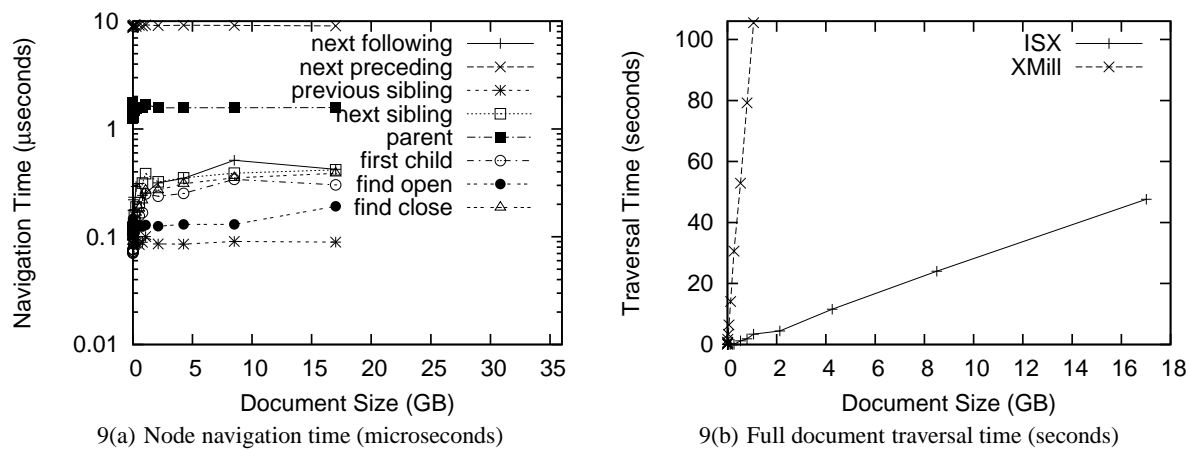 Navigation Time (μseconds)
10
1
0.1
0.01
next following
next preceding
previous sibling
next sibling
parent
first child
find open
find close
0 5 10 15 20 25 30 35
Document Size (GB)
9(a) Node navigation time (microseconds)
Traversal Time (seconds)
100
80
60
40
20
0
ISX
XMill
0 2 4 6 8 10 12 14 16 18
Document Size (GB)
9(b) Full document traversal time (seconds)